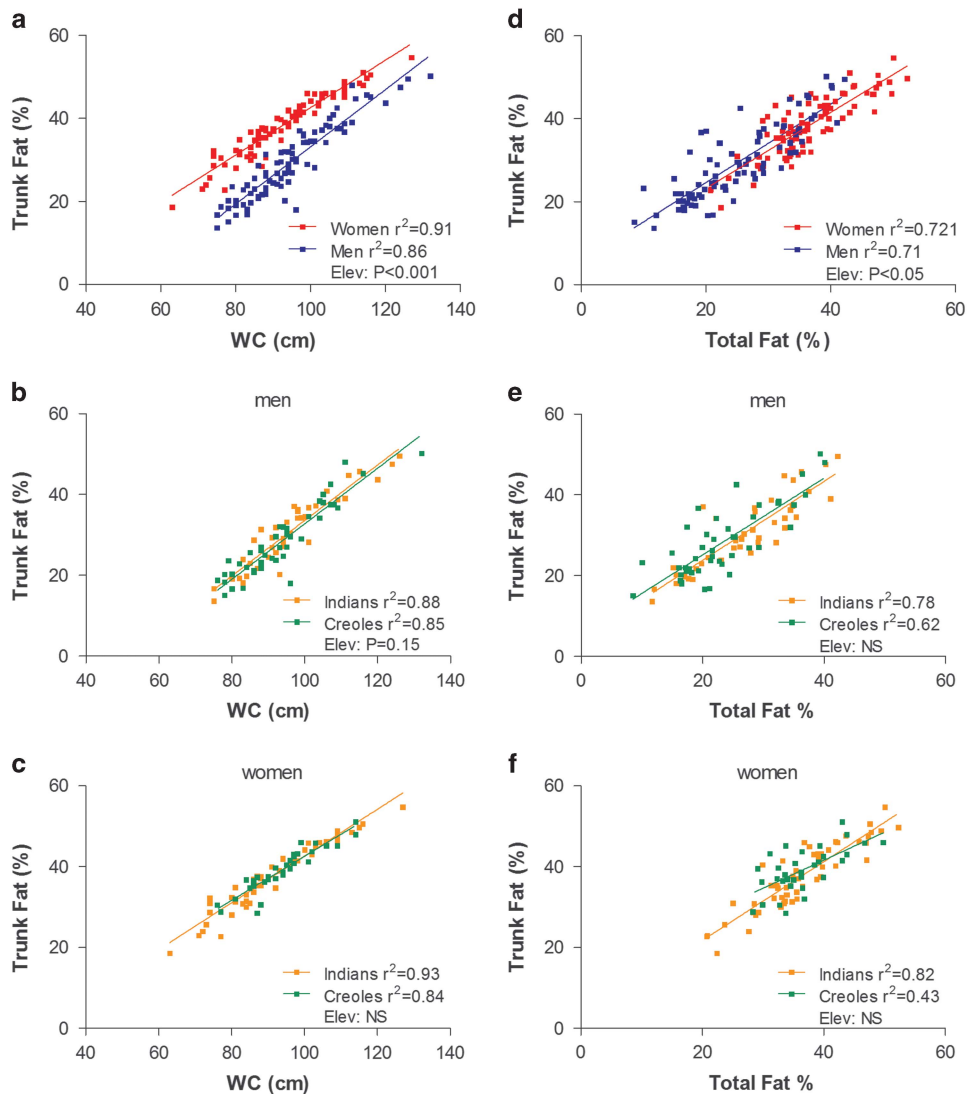 a
Trunk Fat (%)
60
40
20
0
40 60 80 100 120 140
WC (cm)
Women r²=0.91
Men r²=0.86
Elev: P<0.001
d
Trunk Fat (%)
60
40
20
0
0 20 40 60
Total Fat (%)
Women r²=0.721
Men r²=0.71
Elev: P<0.05
b
men
Trunk Fat (%)
60
40
20
0
40 60 80 100 120 140
WC (cm)
Indians r²=0.88
Creoles r²=0.85
Elev: P=0.15
e
men
Trunk Fat (%)
60
40
20
0
0 20 40 60
Total Fat %
Indians r²=0.78
Creoles r²=0.62
Elev: NS
c
women
Trunk Fat (%)
60
40
20
0
40 60 80 100 120 140
WC (cm)
Indians r²=0.93
Creoles r²=0.84
Elev: NS
f
women
Trunk Fat (%)
60
40
20
0
0 20 40 60
Total Fat %
Indians r²=0.82
Creoles r²=0.43
Elev: NS